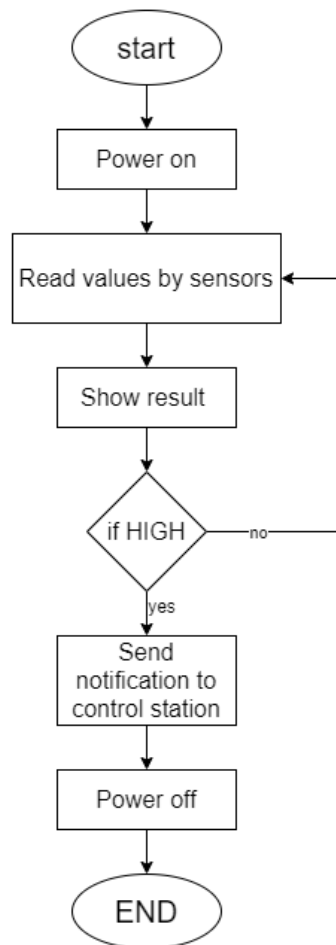 start
Power on
Read values by sensors
Show result
if HIGH
no
yes
Send
notification to
control station
Power off
END